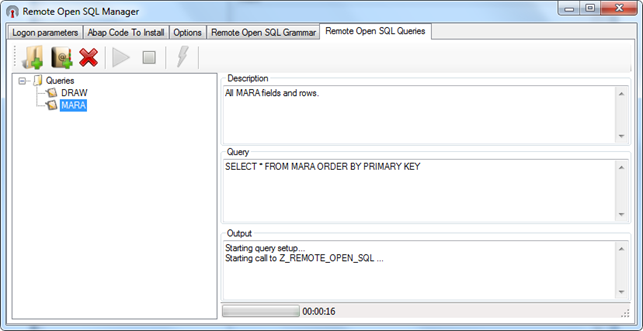 Remote Open SQL Manager
Logon parameters
Abap Code To Install
Options
Remote Open SQL Grammar
Remote Open SQL Queries
Queries
DRAW
MARA
Description
All MARA fields and rows.
Query
SELECT * FROM MARA ORDER BY PRIMARY KEY
Output
Starting query setup...
Starting call to Z_REMOTE_OPEN_SQL ...
00:00:16